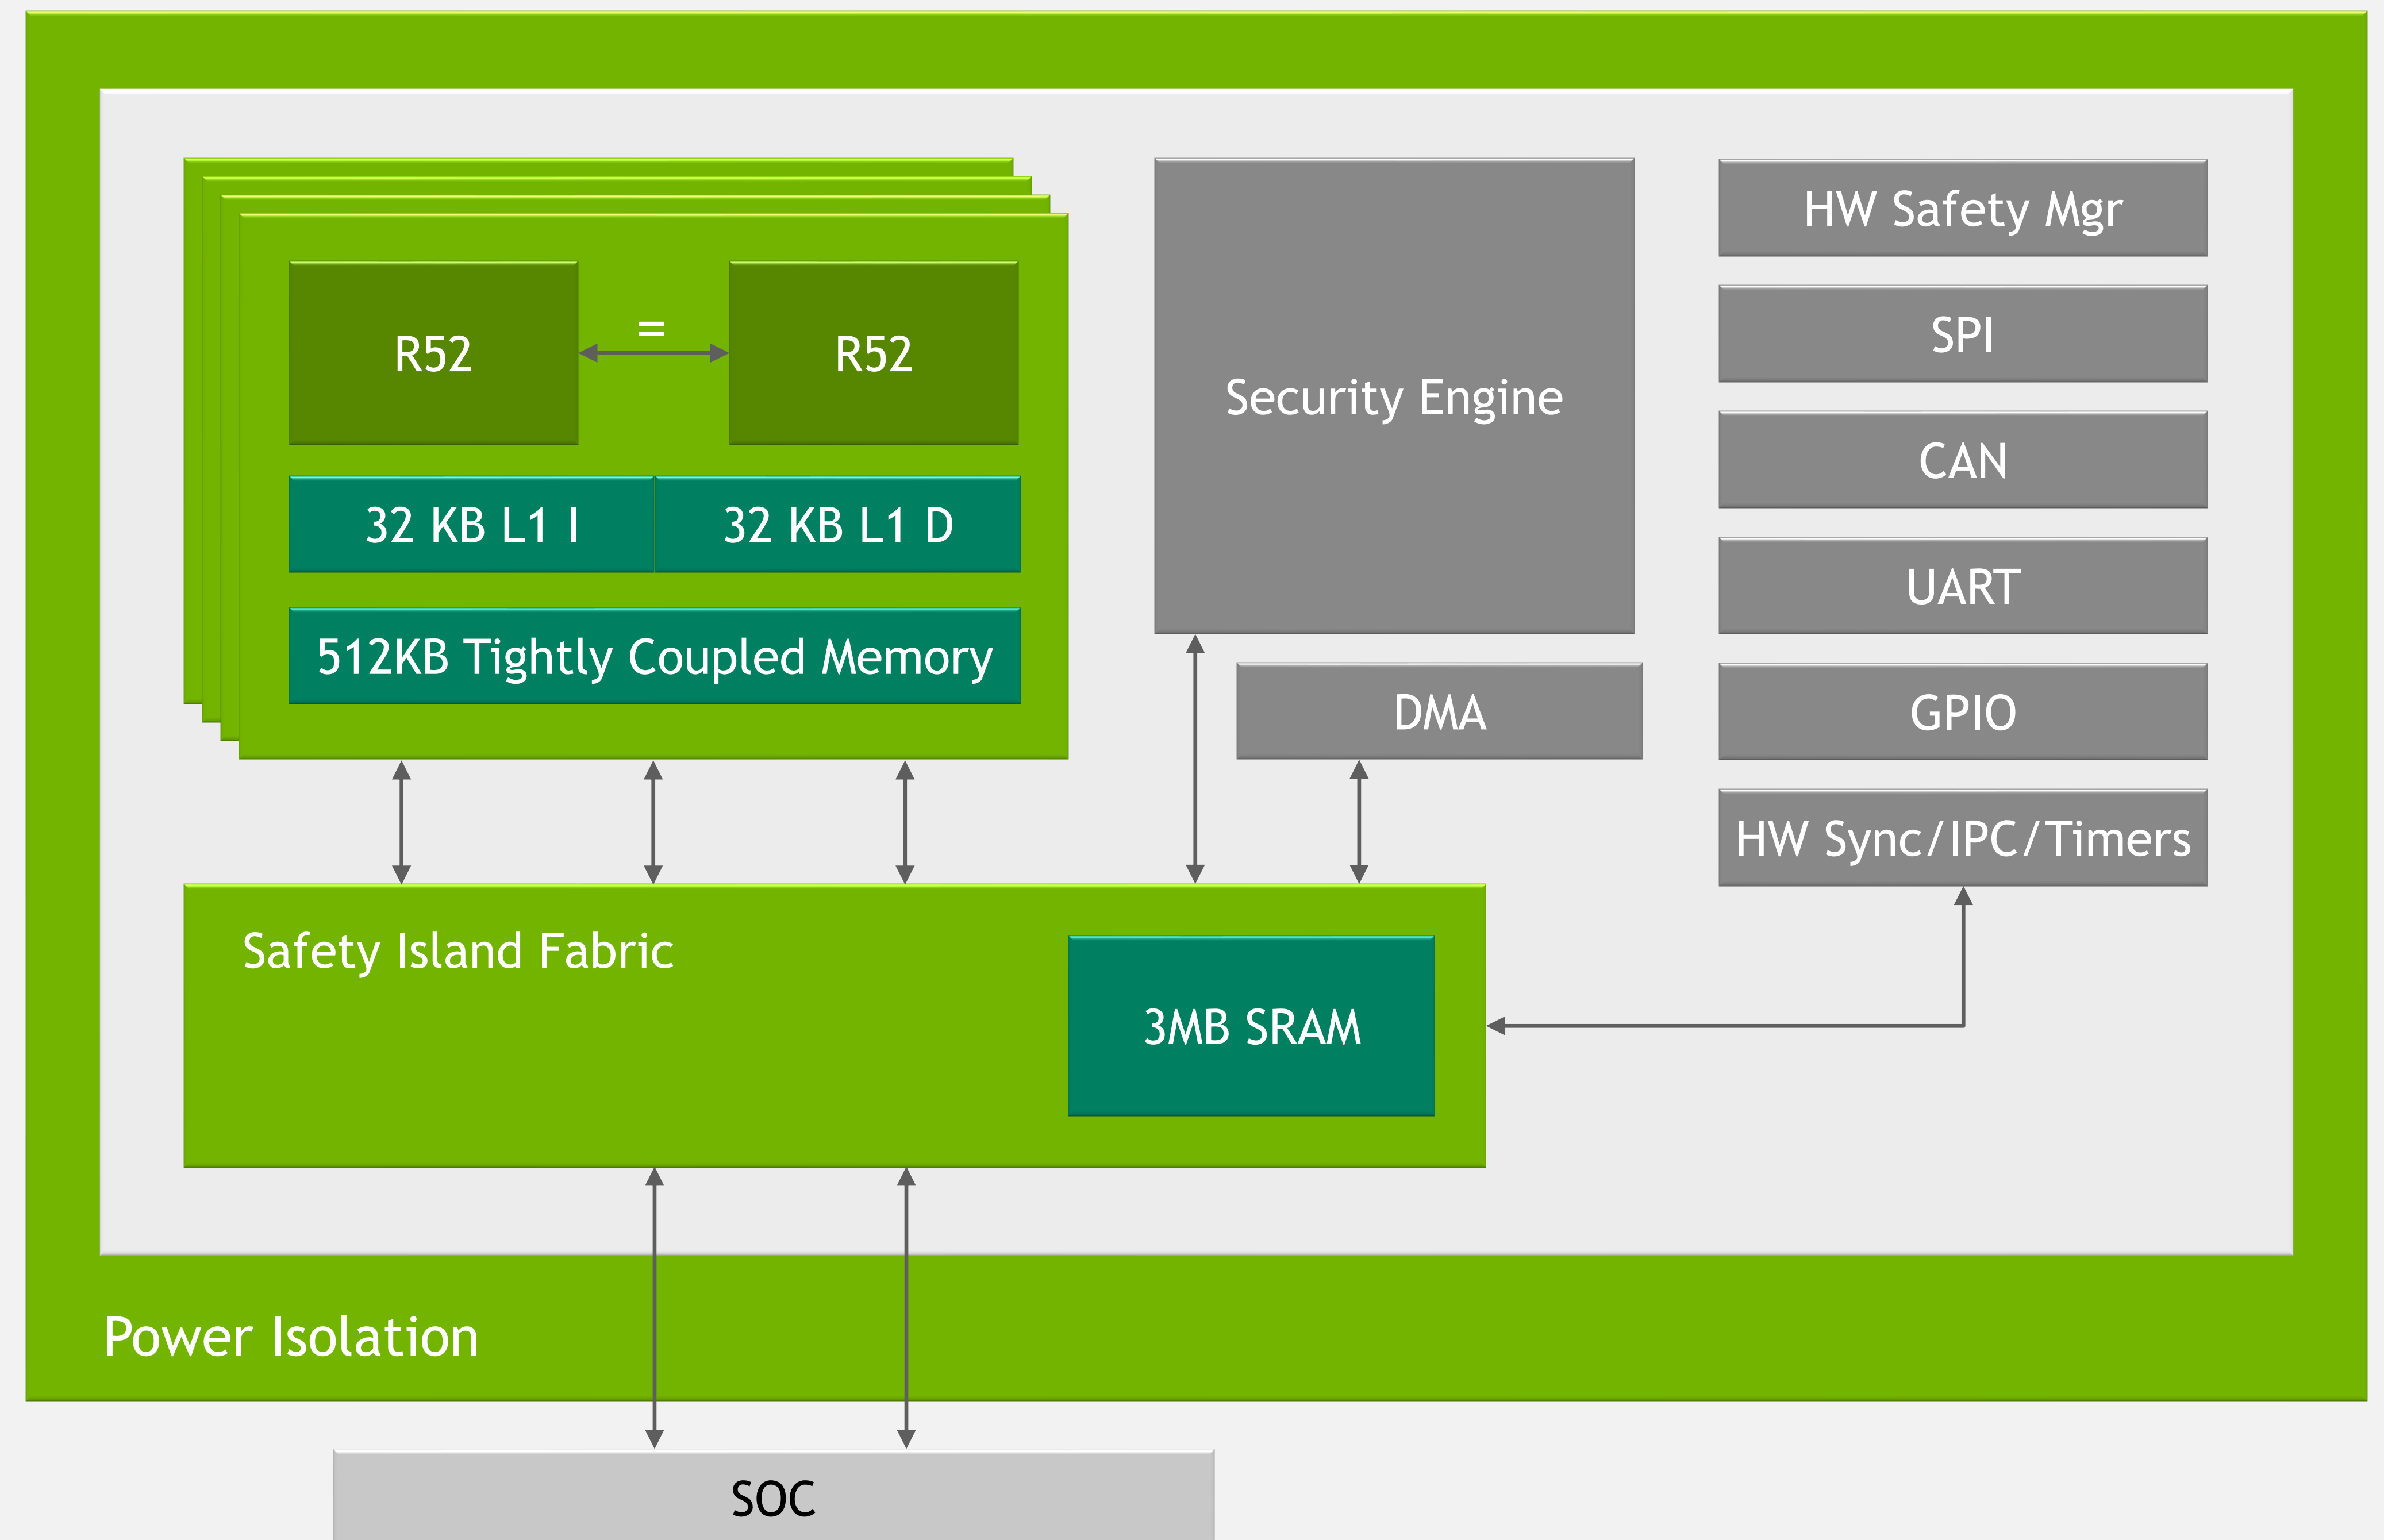 R52
=
R52
32 KB L1 I
32 KB L1 D
512KB Tightly Coupled Memory
Security Engine
DMA
HW Safety Mgr
SPI
CAN
UART
GPIO
HW Sync/IPC/Timers
Safety Island Fabric
3MB SRAM
Power Isolation
SOC